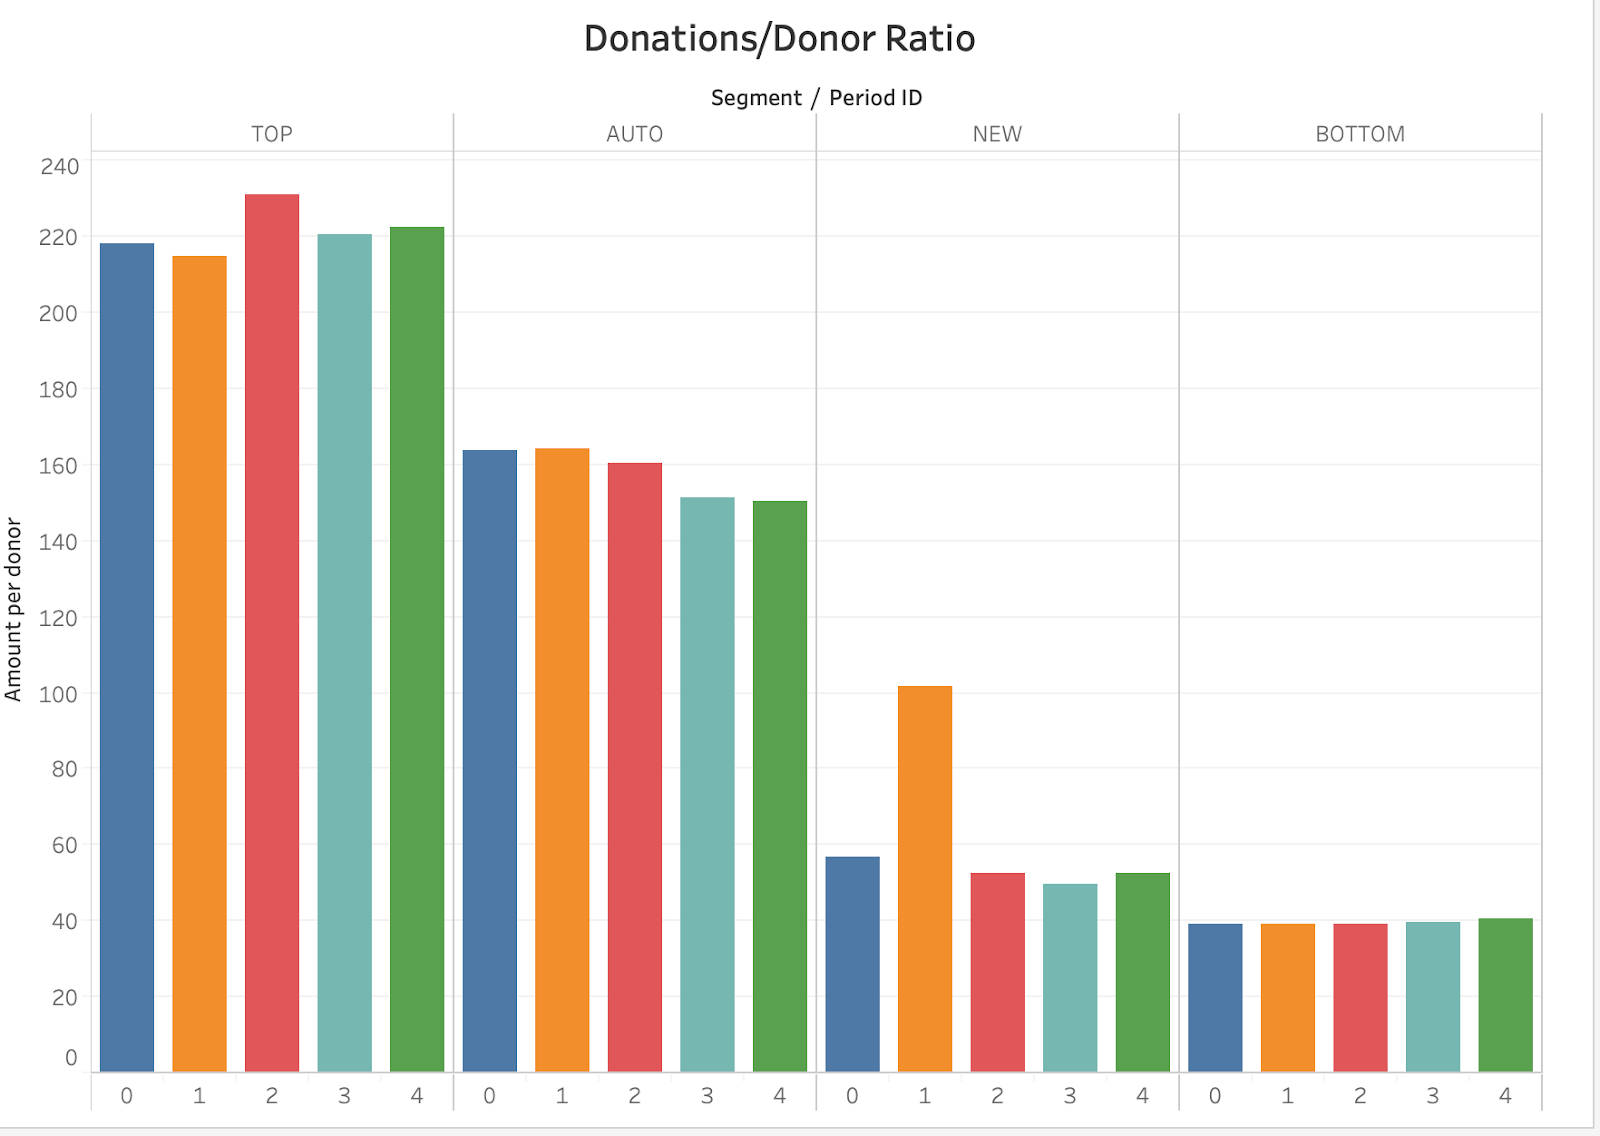 Donations/Donor Ratio
Segment / Period ID
TOP AUTO NEW BOTTOM
Amount per donor
240
220
200
180
160
140
120
100
80
60
40
20
0
0 1 2 3 4 0 1 2 3 4 0 1 2 3 4 0 1 2 3 4